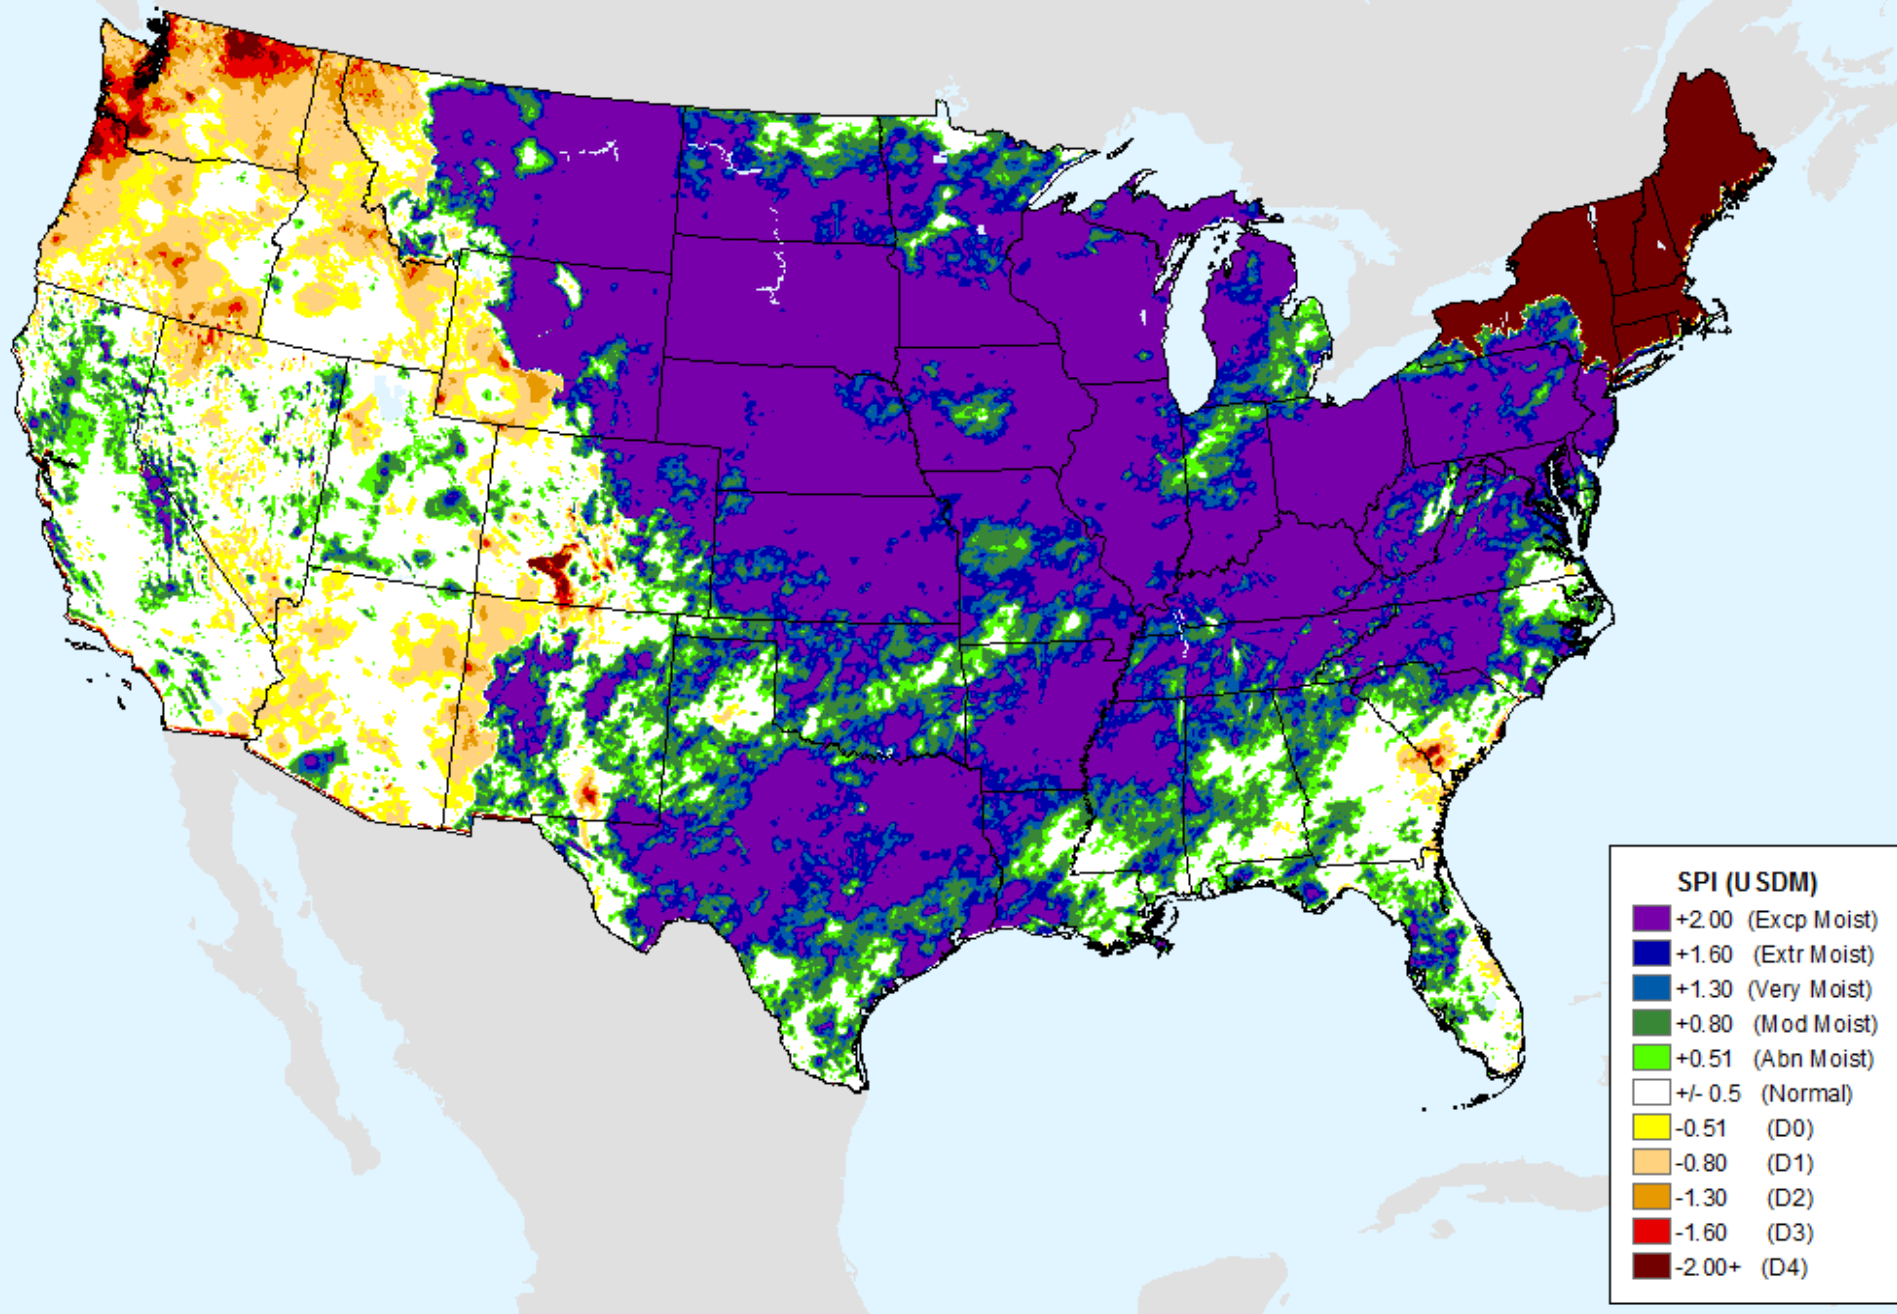 SPI (USDM)
+2.00 (Excp Moist)
+1.60 (Extr Moist)
+1.30 (Very Moist)
+0.80 (Mod Moist)
+0.51 (Abn Moist)
+/- 0.5 (Normal)
-0.51 (D0)
-0.80 (D1)
-1.30 (D2)
-1.60 (D3)
-2.00+ (D4)